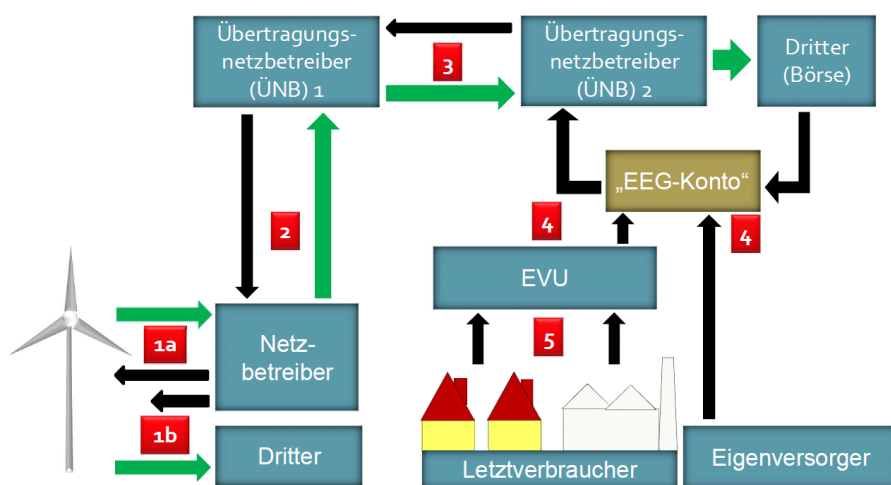 Übertragungs-
netzbetreiber
(ÜNB) 1
3
Übertragungs-
netzbetreiber
(ÜNB) 2
Dritter
(Börse)
„EEG-Konto“
2
4
4
EVU
1a
Netz-
betreiber
5
1b
Dritter
Letztverbraucher
Eigenversorger